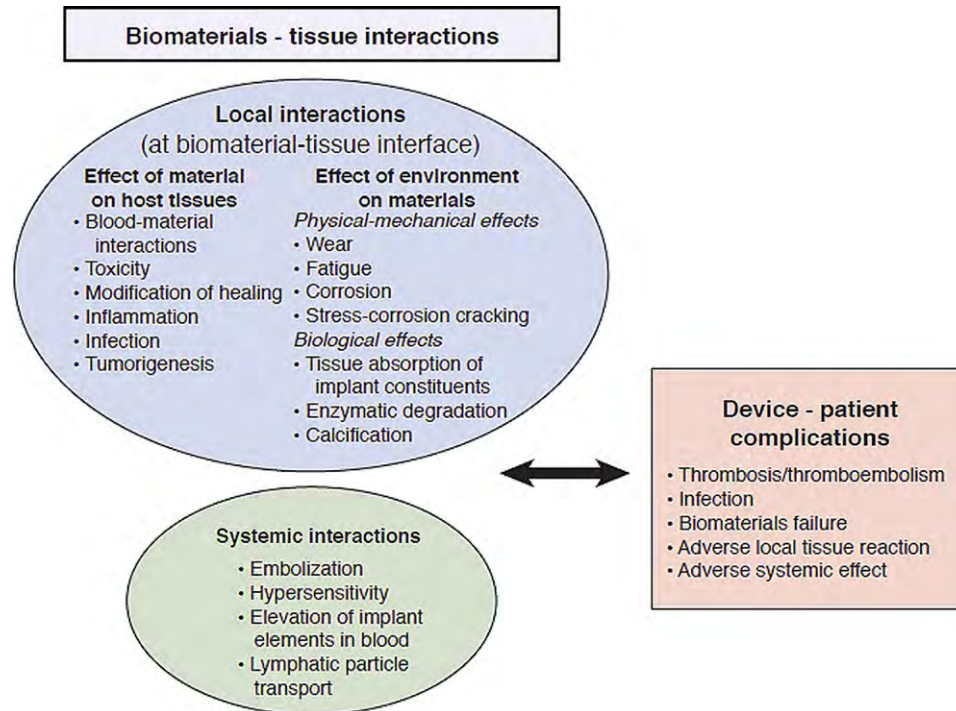 Biomaterials - tissue interactions
Local interactions
(at biomaterial-tissue interface)
Effect of material
on host tissues
• Blood-material
interactions
• Toxicity
• Modification of healing
• Inflammation
• Infection
• Tumorigenesis
Effect of environment
on materials
Physical-mechanical effects
• Wear
• Fatigue
• Corrosion
• Stress-corrosion cracking
Biological effects
• Tissue absorption of
implant constituents
• Enzymatic degradation
• Calcification
Systemic interactions
• Embolization
• Hypersensitivity
• Elevation of implant
elements in blood
• Lymphatic particle
transport
Device - patient
complications
• Thrombosis/thromboembolism
• Infection
• Biomaterials failure
• Adverse local tissue reaction
• Adverse systemic effect